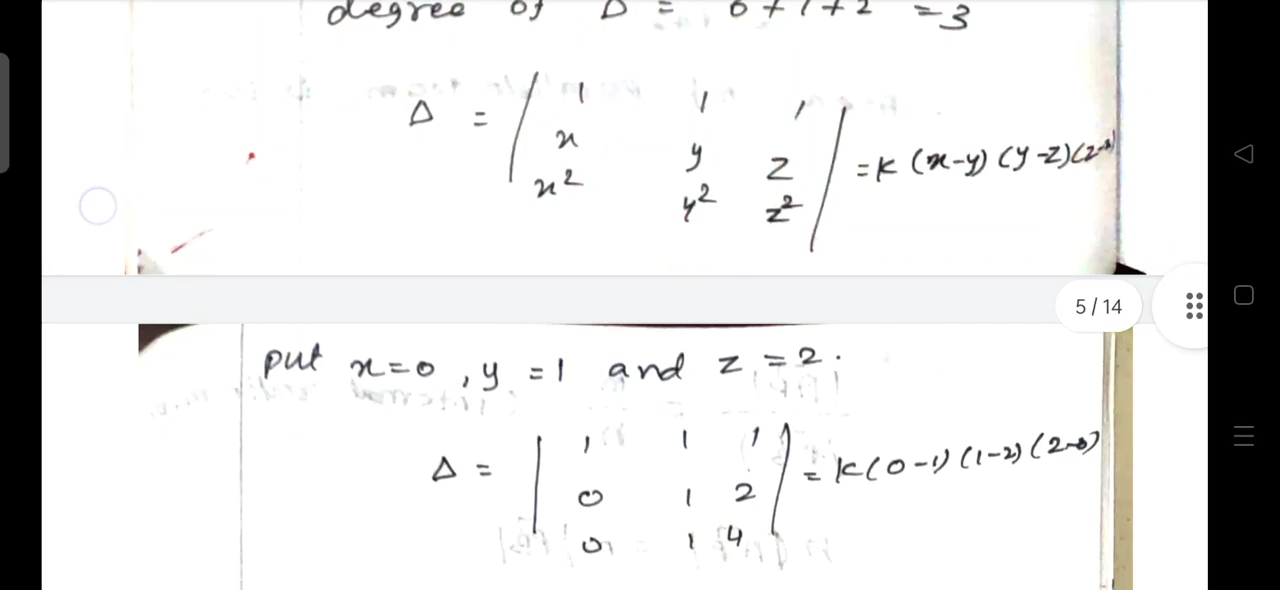 degree of Δ = 0 + 1 + 2 = 3
Δ = | 1 1 1 |
x y z
x² y² z²
= K (x-y) (y-z) (z-x)
5 / 14
put x=0, y=1 and z=2.
Δ = | 1 1 1 |
0 1 2
0 1 4
= K (0-1) (1-2) (2-0)